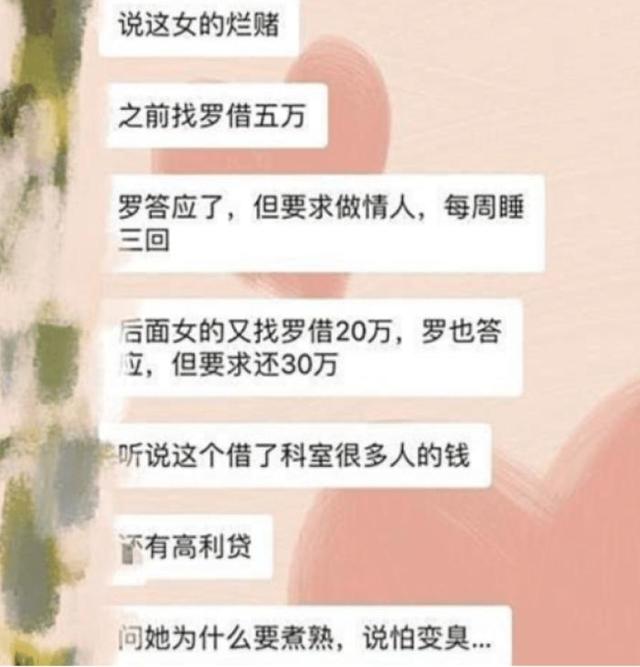 说这女的烂赌
之前找罗借五万
罗答应了，但要求做情人，每周睡
三回
后面女的又找罗借20万，罗也答
应，但要求还30万
听说这个借了科室很多人的钱
还有高利贷
问她为什么要煮熟，说怕变臭...